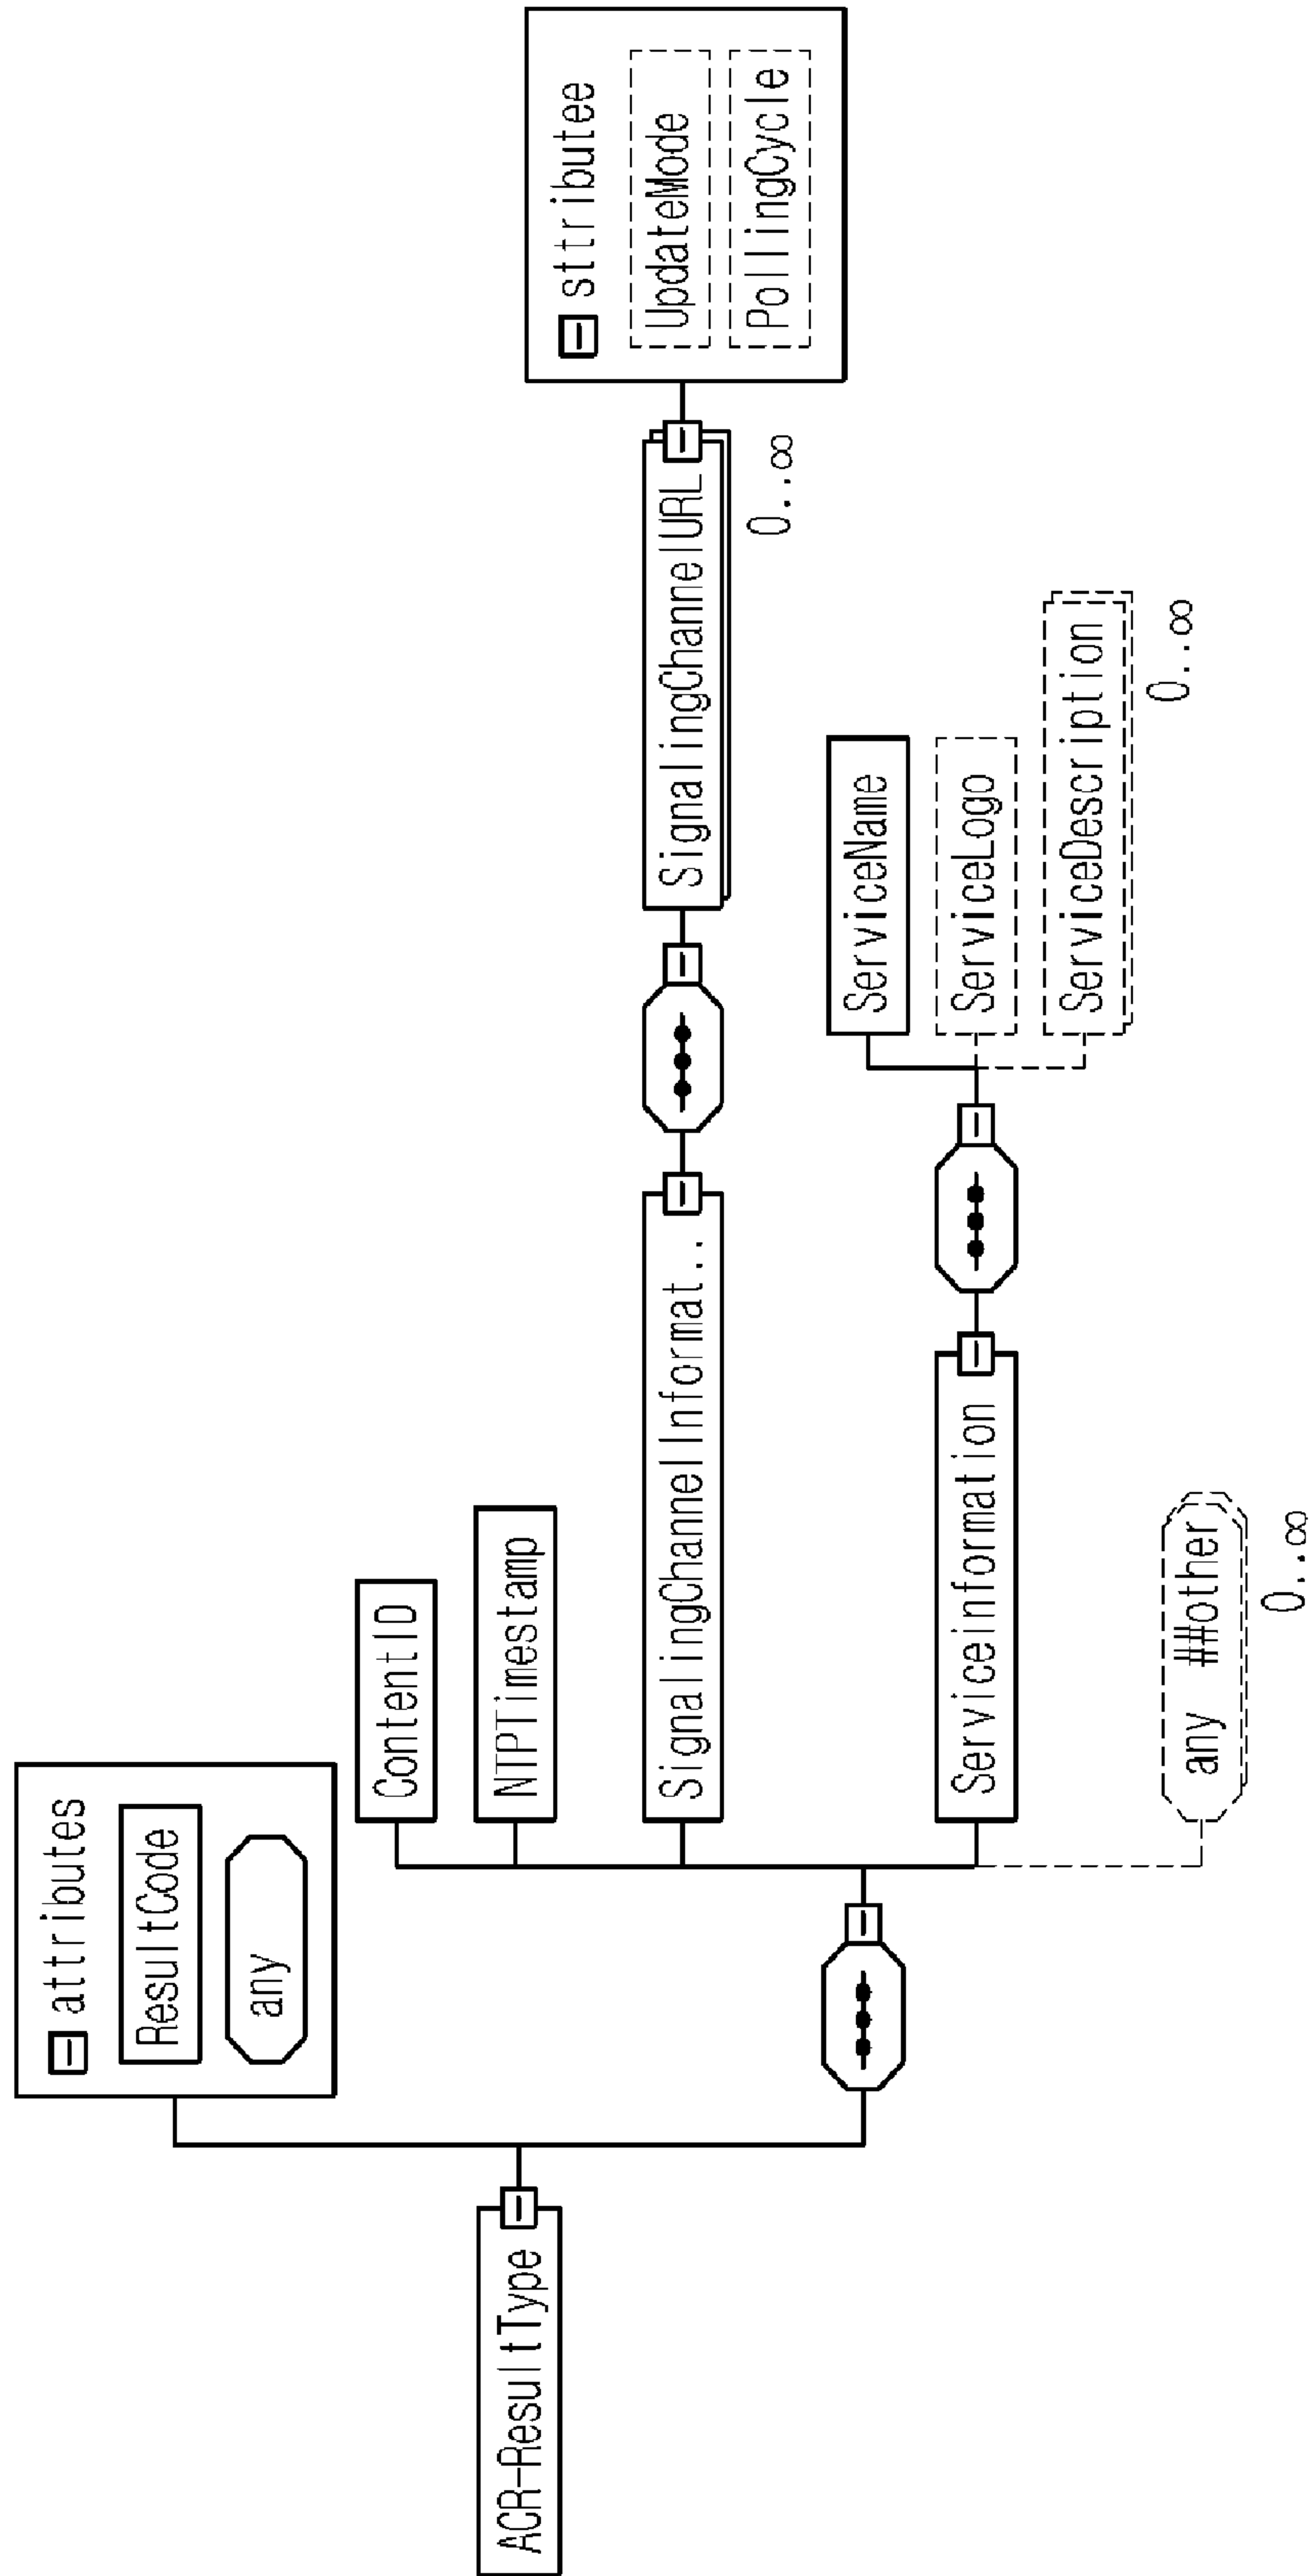 ACR-ResultType
attributes
ResultCode
any
ContentID
NTPTimestamp
SignalingChannelInformat..
SignalingChannelURL
0..∞
sttributee
UpdateMode
PollingCycle
Serviceinformation
ServiceName
ServiceLogo
ServiceDescription
0..∞
any ##other
0..∞